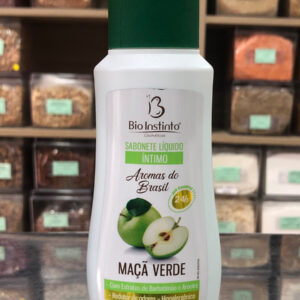 Bio Instinto
Cosméticos
SABONETE LÍQUIDO
ÍNTIMO
Aromas do
Brasil
24h
MAÇÃ VERDE
Com Extratos de Barbatimão e Aroeira